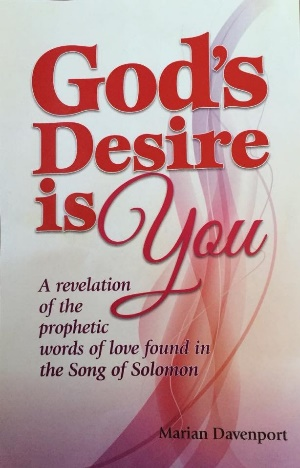 God's
Desire
is You
A revelation
of the
prophetic
words of love found in
the Song of Solomon
Marian Davenport